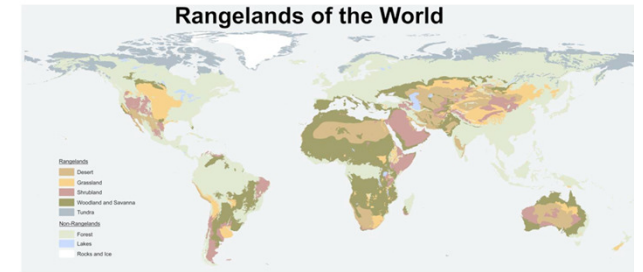 Rangelands of the World
Rangelands
Desert
Grassland
Shrubland
Woodland and Savanna
Tundra
Non-Rangelands
Forest
Lakes
Rocks and Ice